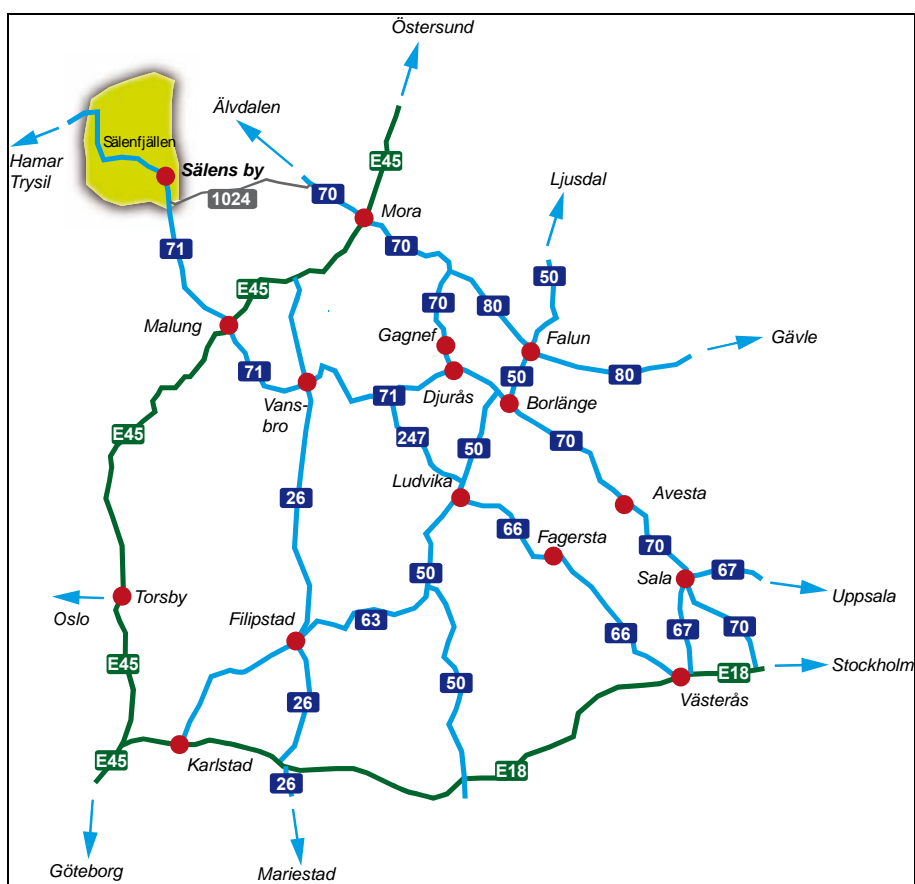 Östersund
Älvdalen
Sälenfjällen
E45
Hamar
Trysil
Sälens by
Ljusdal
1024
70
Mora
71
70
50
E45
70
80
Malung
Gagnef
Falun
Gävle
71
50
80
Vans-
bro
71
Djurås
Borlänge
E45
247
50
70
Ludvika
26
66
Avesta
Fagersta
70
50
Sala
67
Torsby
Uppsala
Oslo
Filipstad
63
66
67
70
E45
E18
Stockholm
50
26
Västerås
E45
Karlstad
E18
26
Göteborg
Mariestad